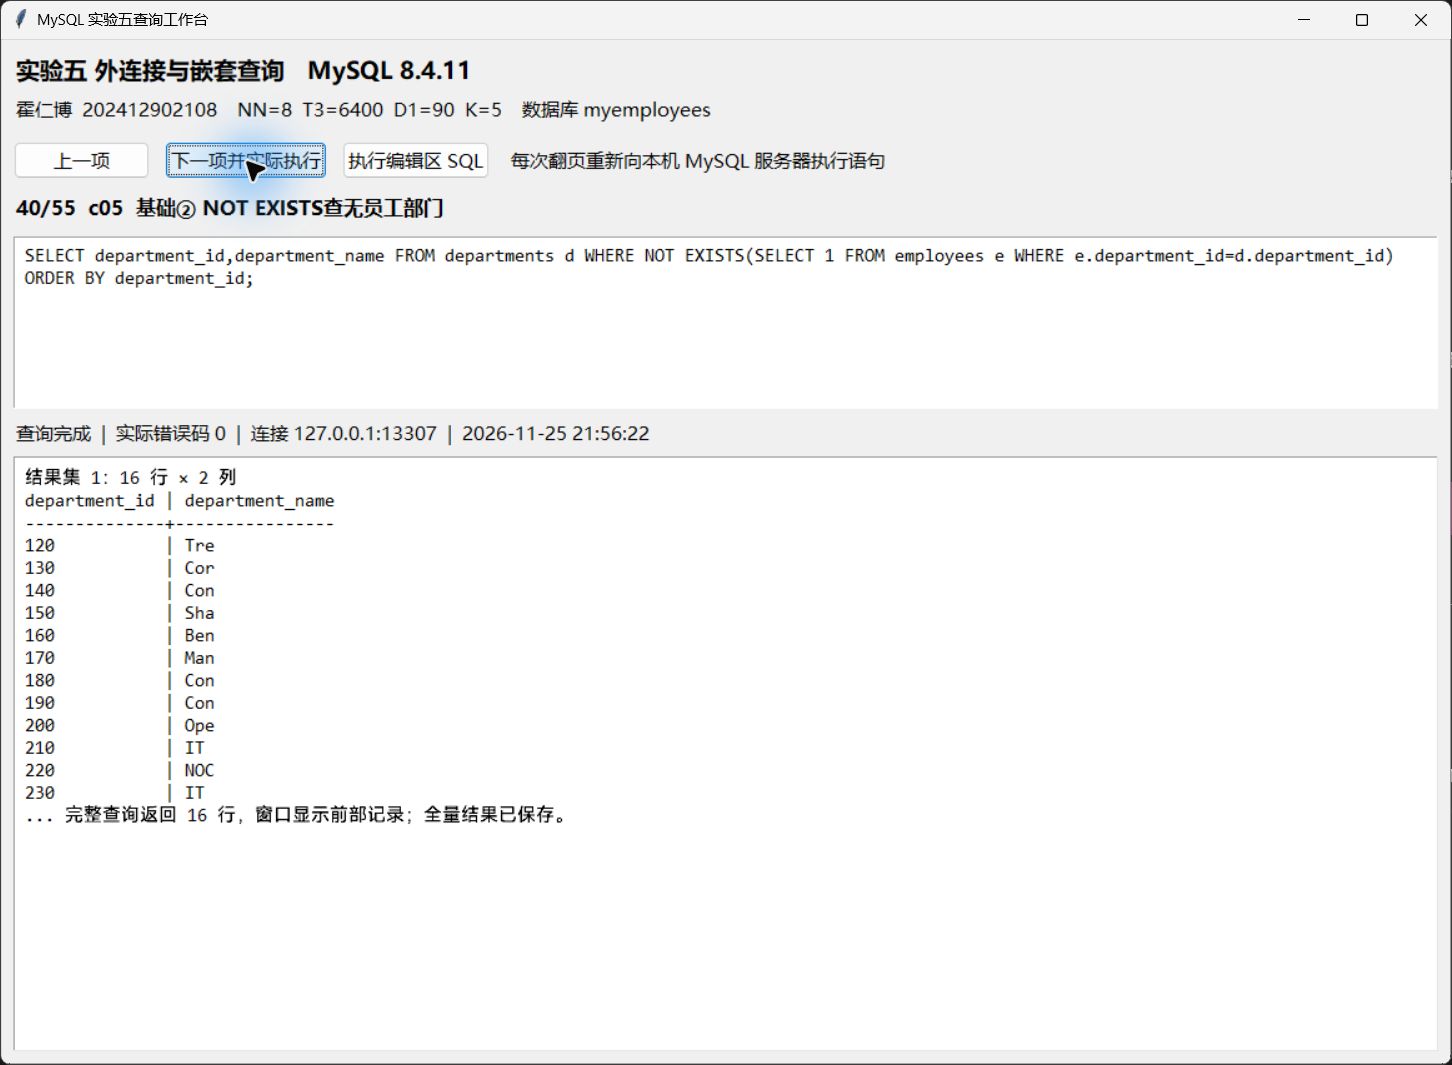 MySQL 实验五查询工作台
实验五 外连接与嵌套查询 MySQL 8.4.11
霍仁博 202412902108 NN=8 T3=6400 D1=90 K=5 数据库 myemployees
上一项 下一项并实际执行 执行编辑区 SQL 每次翻页重新向本机 MySQL 服务器执行语句
40/55 c05 基础② NOT EXISTS查无员工部门
SELECT department_id,department_name FROM departments d WHERE NOT EXISTS(SELECT 1 FROM employees e WHERE e.department_id=d.department_id)
ORDER BY department_id;
查询完成 | 实际错误码 0 | 连接 127.0.0.1:13307 | 2026-11-25 21:56:22
结果集 1: 16 行 × 2 列
department_id | department_name
--------------+----------------
120 | Tre
130 | Cor
140 | Con
150 | Sha
160 | Ben
170 | Man
180 | Con
190 | Con
200 | Ope
210 | IT
220 | NOC
230 | IT
... 完整查询返回 16 行，窗口显示前部记录；全量结果已保存。